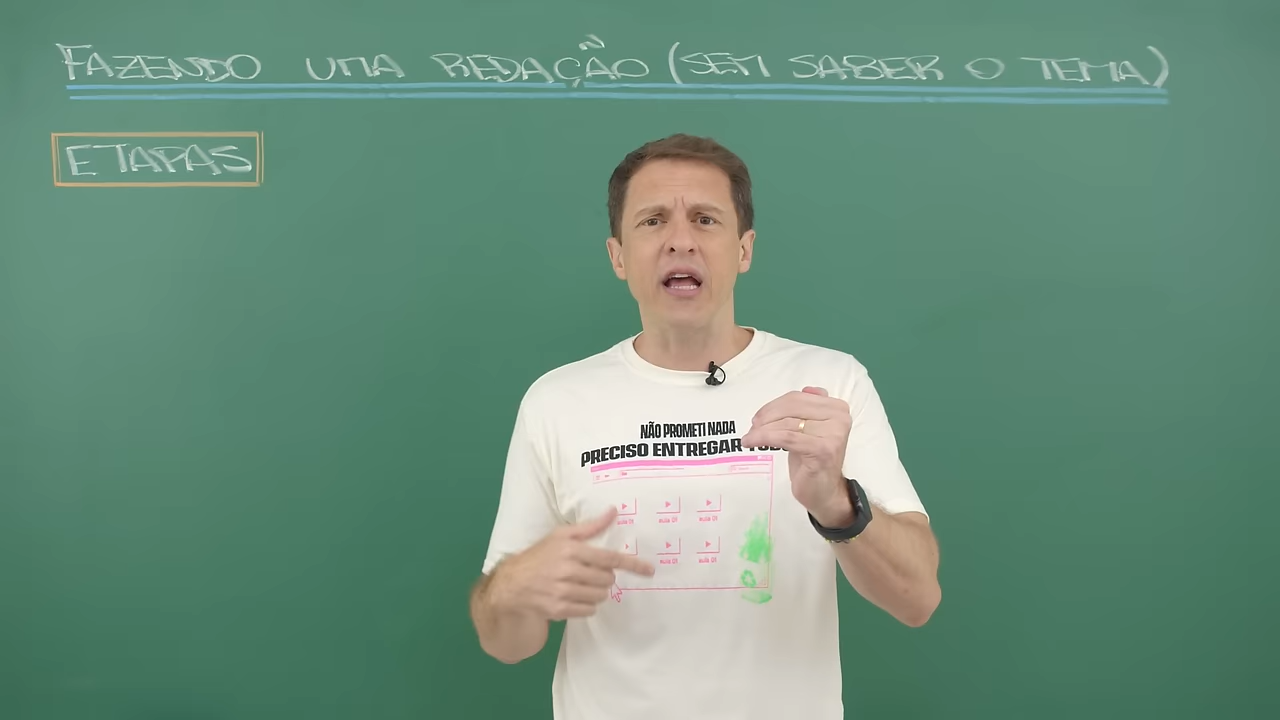 FAZENDO UMA REDAÇÃO (SEM SABER O TEMA)
ETAPAS
NÃO PROMETI NADA
PRECISO ENTREGAR